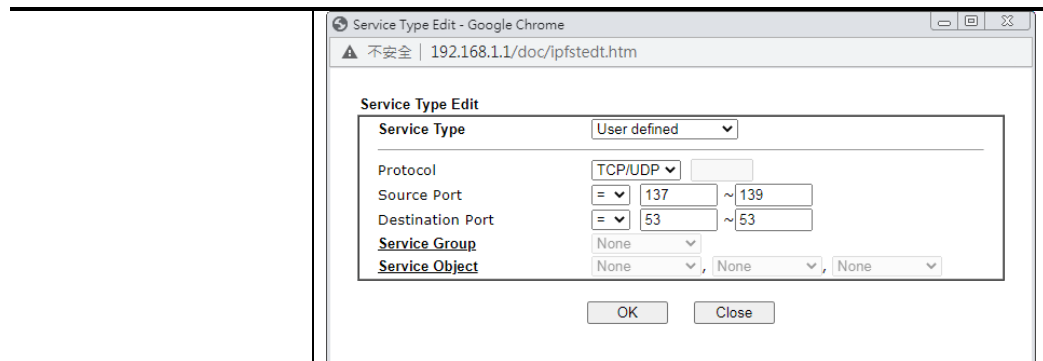 Service Type Edit - Google Chrome
不安全 | 192.168.1.1/doc/ipfstedt.htm
Service Type Edit
Service Type User defined
Protocol TCP/UDP
Source Port = 137 ~ 139
Destination Port = 53 ~ 53
Service Group None
Service Object None , None , None
OK Close